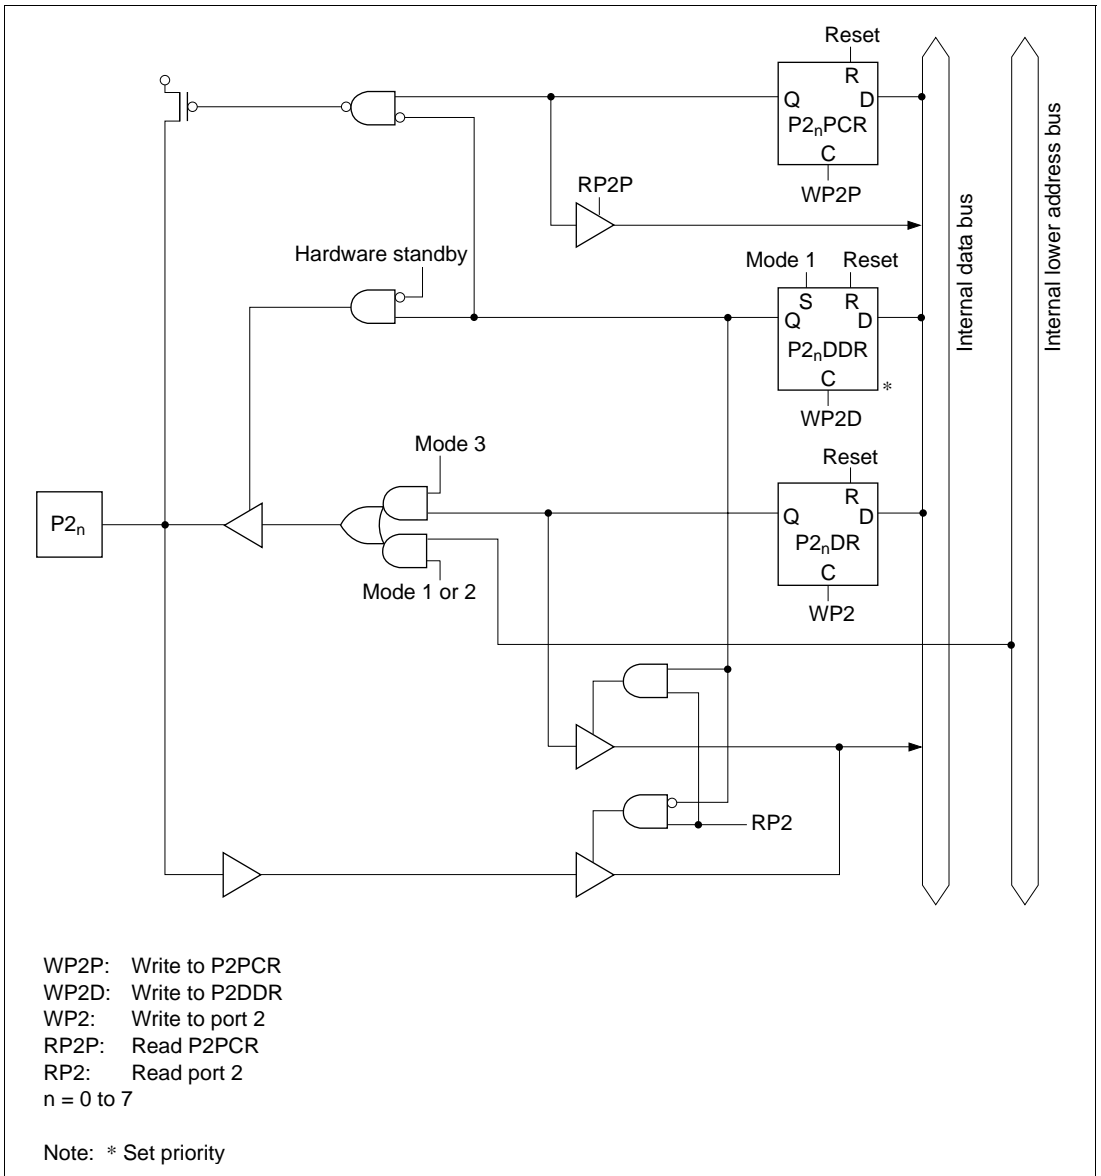 Reset
R
Q D
P2nPCR
C
WP2P
RP2P
Hardware standby
Mode 1 Reset
S R
Q D
P2nDDR
C
*
WP2D
Mode 3
Reset
R
Q D
P2nDR
C
WP2
P2n
Mode 1 or 2
RP2
Internal data bus
Internal lower address bus
WP2P: Write to P2PCR
WP2D: Write to P2DDR
WP2: Write to port 2
RP2P: Read P2PCR
RP2: Read port 2
n = 0 to 7
Note: * Set priority